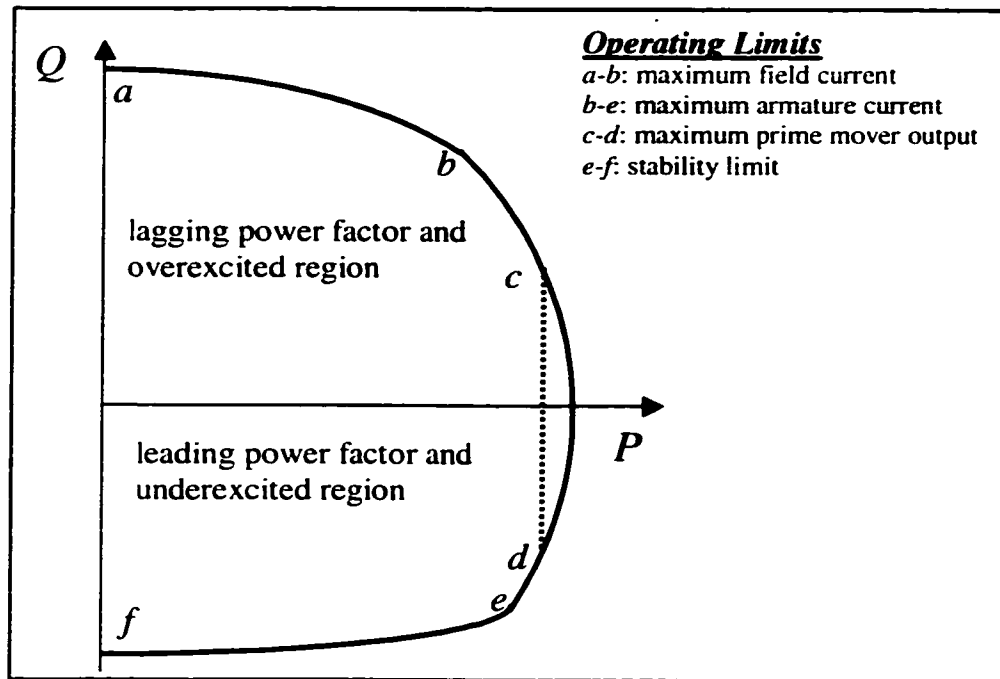 Q
a
Operating Limits
a-b: maximum field current
b-e: maximum armature current
c-d: maximum prime mover output
e-f: stability limit
b
lagging power factor and
overexcited region
c
P
leading power factor and
underexcited region
d
e
f